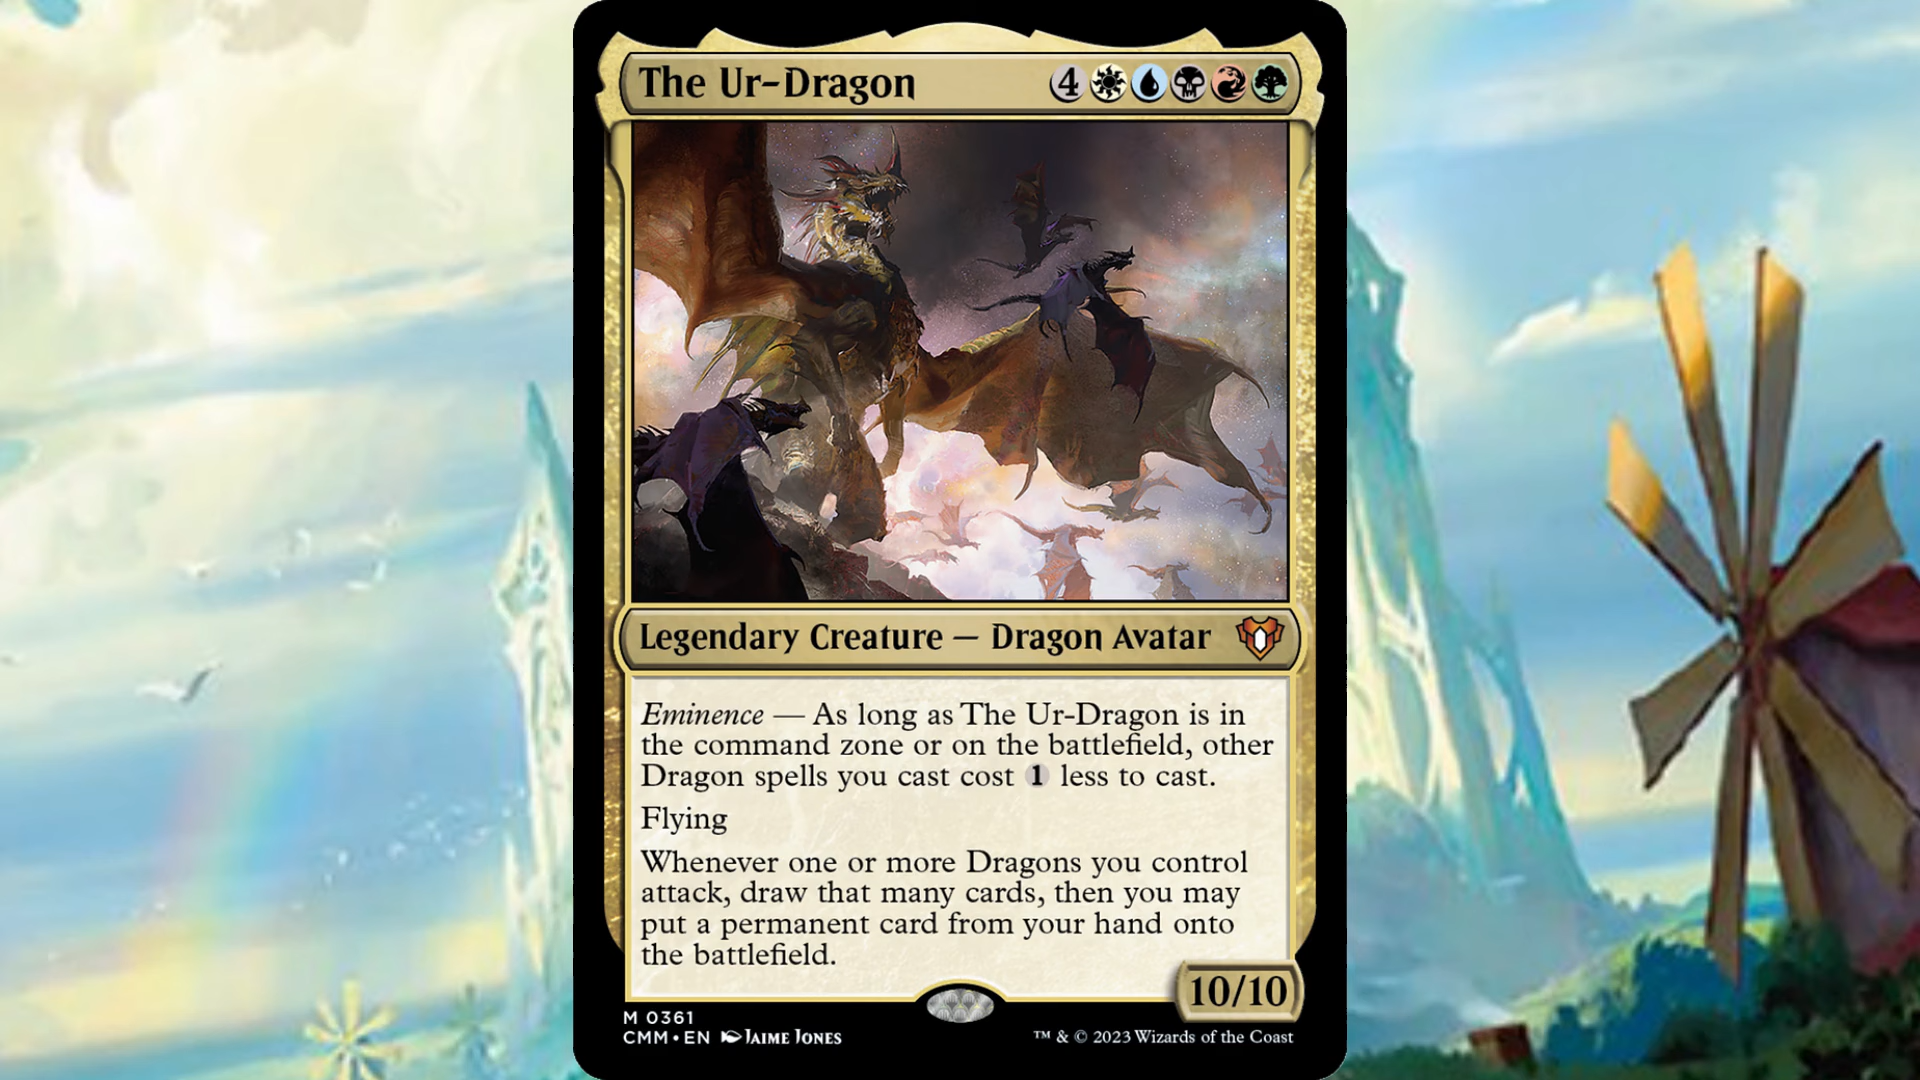 The Ur-Dragon 4
Legendary Creature — Dragon Avatar
Eminence — As long as The Ur-Dragon is in
the command zone or on the battlefield, other
Dragon spells you cast cost 1 less to cast.
Flying
Whenever one or more Dragons you control
attack, draw that many cards, then you may
put a permanent card from your hand onto
the battlefield.
10/10
M 0361
CMM • EN JAIME JONES
™ & © 2023 Wizards of the Coast